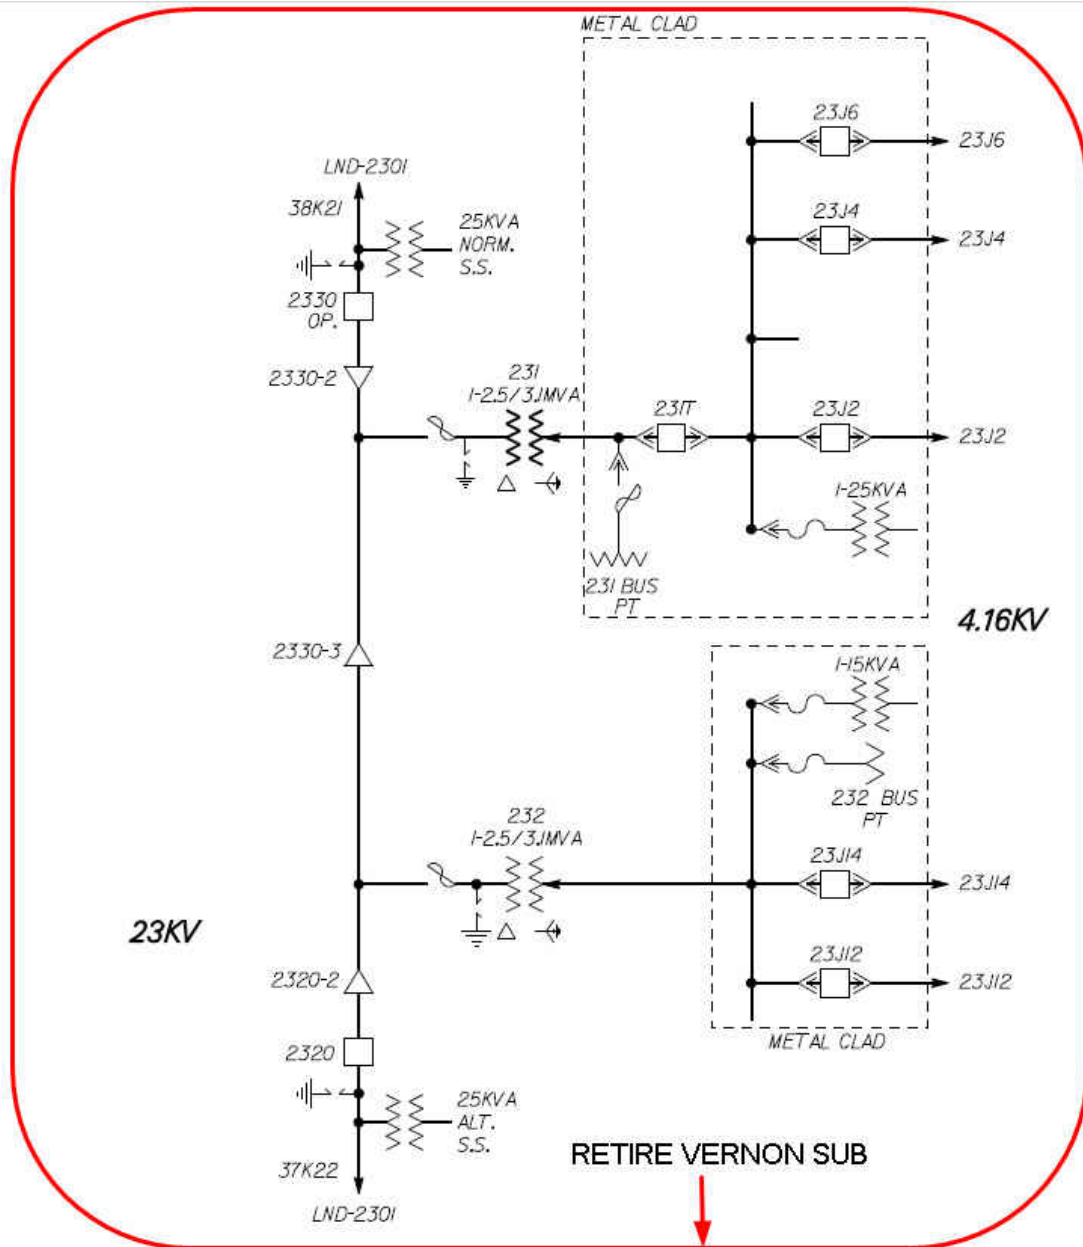 METAL CLAD
23J6
23J6
LND-2301
38K21
25KVA
NORM.
S.S.
23J4
23J4
2330
OP.
2330-2
231
1-2.5/3.1MVA
231T
23J2
23J2
1-25KVA
231 BUS
PT
4.16KV
2330-3
1-15KVA
232 BUS
PT
232
1-2.5/3.1MVA
23J14
23J14
23KV
2320-2
23J12
23J12
2320
METAL CLAD
25KVA
ALT.
S.S.
37K22
RETIRE VERNON SUB
LND-2301